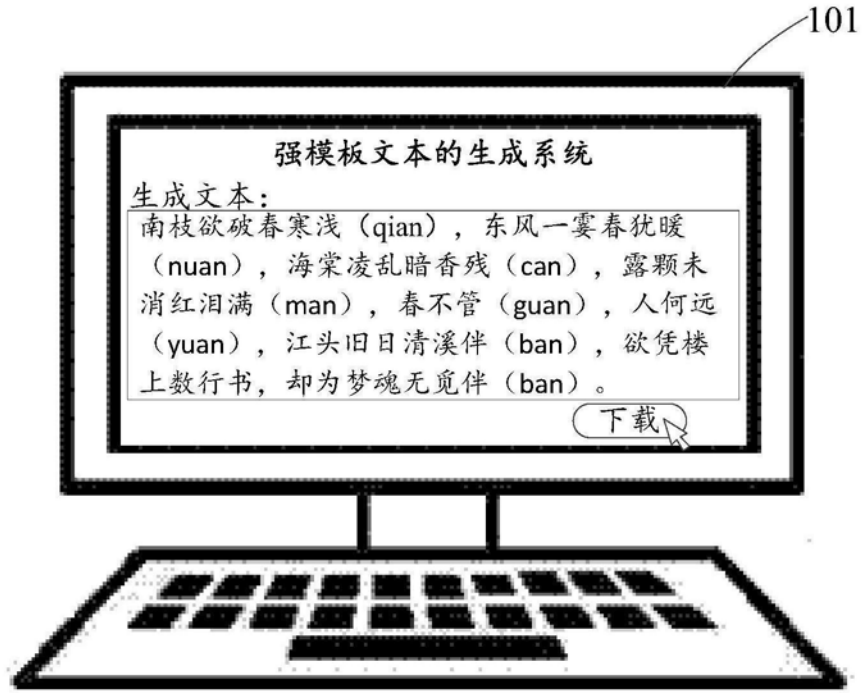 101
强模板文本的生成系统
生成文本:
南枝欲破春寒浅（qian），东风一霎春犹暖
（nuan），海棠凌乱暗香残（can），露颗未
消红泪满（man），春不管（guan），人何远
（yuan），江头旧日清溪伴（ban），欲凭楼
上数行书，却为梦魂无觅伴（ban）。
下载